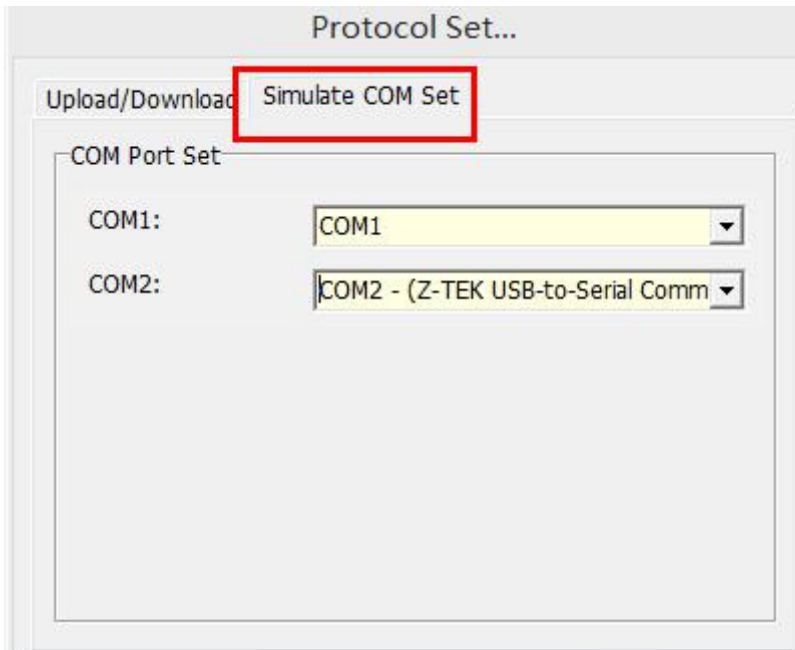 Protocol Set...
Upload/Download Simulate COM Set
COM Port Set
COM1: COM1
COM2: COM2 - (Z-TEK USB-to-Serial Comm